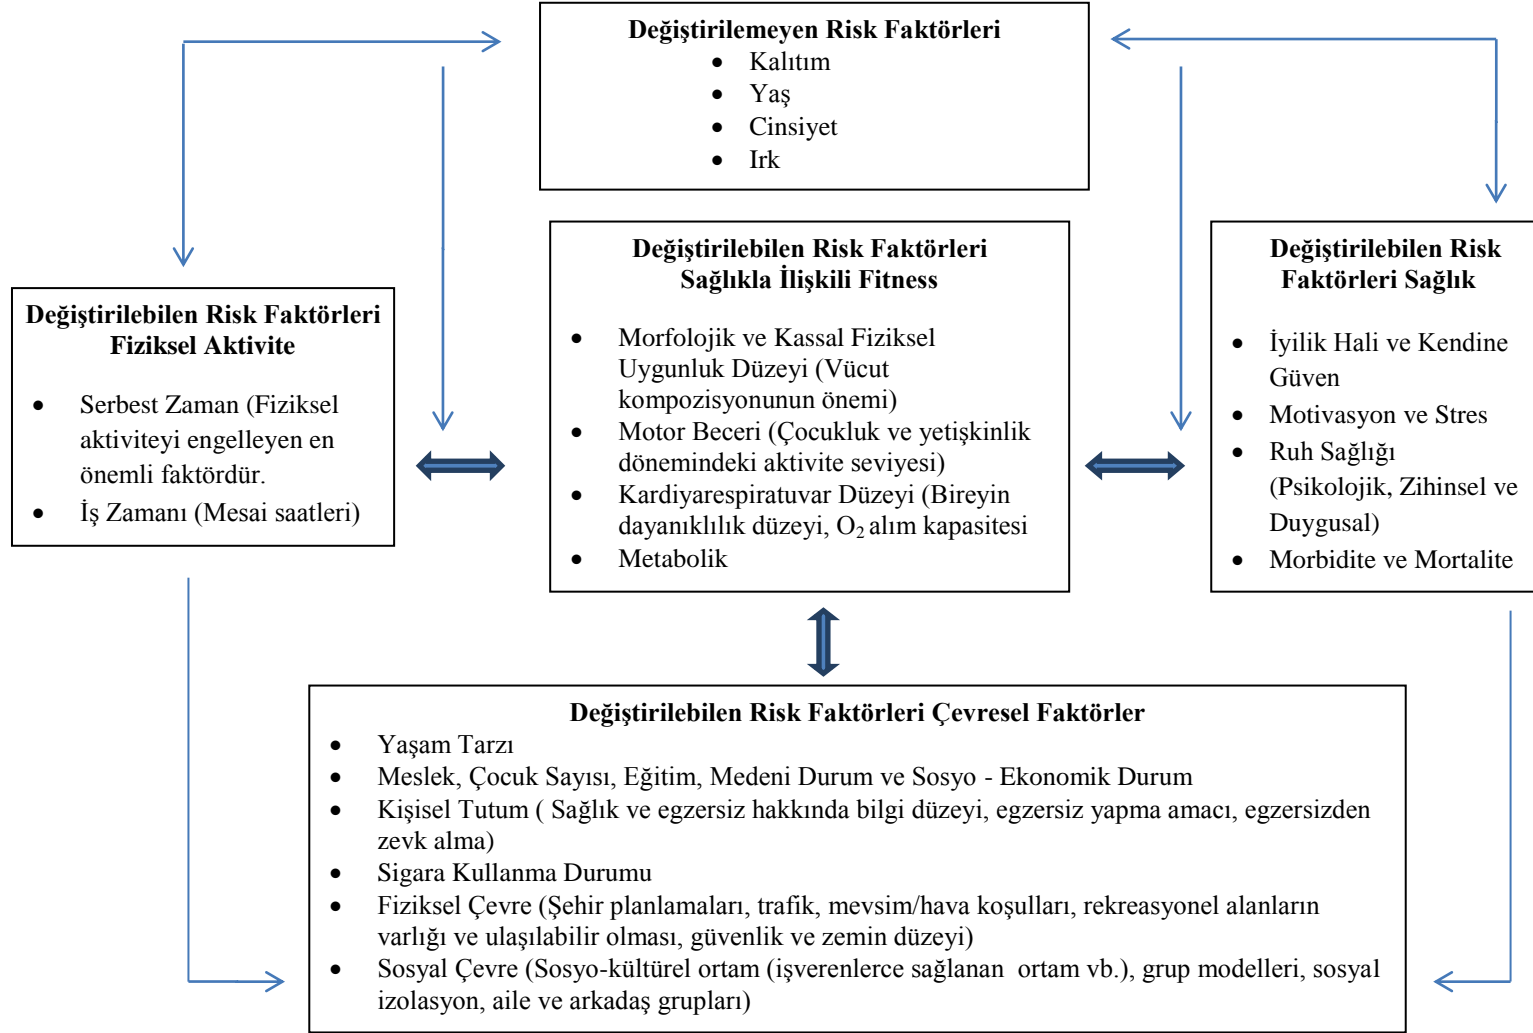 Değiştirilemeyen Risk Faktörleri
• Kalıtım
• Yaş
• Cinsiyet
• Irk
Değiştirilebilen Risk Faktörleri
Fiziksel Aktivite
• Serbest Zaman (Fiziksel
aktiviteyi engelleyen en
önemli faktördür.
• İş Zamanı (Mesai saatleri)
Değiştirilebilen Risk Faktörleri
Sağlıkla İlişkili Fitness
• Morfolojik ve Kassal Fiziksel
Uygunluk Düzeyi (Vücut
kompozisyonunun önemi)
• Motor Beceri (Çocukluk ve yetişkinlik
dönemindeki aktivite seviyesi)
• Kardiyarespiratuvar Düzeyi (Bireyin
dayanıklılık düzeyi, O₂ alım kapasitesi
• Metabolik
Değiştirilebilen Risk
Faktörleri Sağlık
• İyilik Hali ve Kendine
Güven
• Motivasyon ve Stres
• Ruh Sağlığı
(Psikolojik, Zihinsel ve
Duygusal)
• Morbidite ve Mortalite
Değiştirilebilen Risk Faktörleri Çevresel Faktörler
• Yaşam Tarzı
• Meslek, Çocuk Sayısı, Eğitim, Medeni Durum ve Sosyo - Ekonomik Durum
• Kişisel Tutum ( Sağlık ve egzersiz hakkında bilgi düzeyi, egzersiz yapma amacı, egzersizden
zevk alma)
• Sigara Kullanma Durumu
• Fiziksel Çevre (Şehir planlamaları, trafik, mevsim/hava koşulları, rekreasyonel alanların
varlığı ve ulaşılabilir olması, güvenlik ve zemin düzeyi)
• Sosyal Çevre (Sosyo-kültürel ortam (işverenlerce sağlanan ortam vb.), grup modelleri, sosyal
izolasyon, aile ve arkadaş grupları)